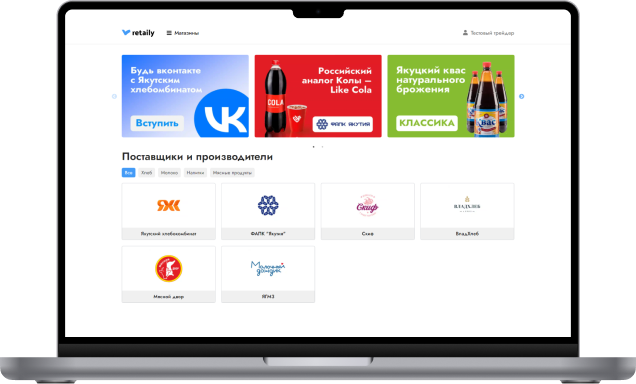 retaily
Магазины
Тестовый трейдер
Будь вконтакте
с Якутским
хлебомбинатом
Вступить
Российский
аналог Колы –
Like Cola
COLA
ФАПК ЯКУТИЯ
Якуцкий квас
натурального
брожения
КЛАССИКА
КВАС
Поставщики и производители
Все
Хлеб
Молоко
Напитки
Мясные продукты
ЯХК
Скиф
ВЛАДХЛЕБ
Якутский хлебокомбинат
ФАПК "Якутия"
Скиф
ВладХлеб
Молочный
дождик
Мясной двор
ЯГМЗ